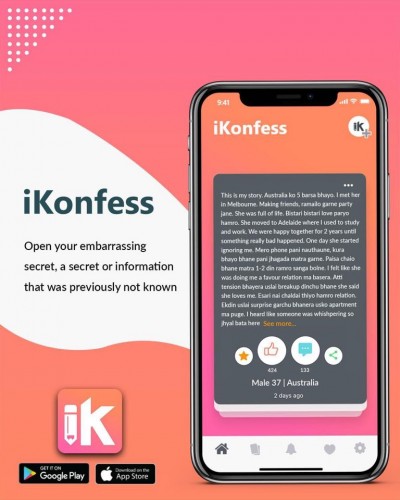 9:41
iKonfess
iK
This is my story. Australia ko 5 barsa bhayo. I met her
in Melbourne. Making friends, ramailo garne party
jane. She was full of life. Bistari bistari love paryo
hamro. She moved to Adelaide where I used to study
and work. We were happy together for 2 years until
something really bad happened. One day she started
ignoring me. Mero phone pani nauthaune, kura
bhayo bhane pani jhagada matra game. Paisa chaio
bhane matra 1-2 din ramro sanga bolne. I felt like she
was doing me a favour relation ma basera. Atti
tension bhayera ulai breakup dinchu bhane she said
she loves me. Esari nai chaldai thiyo hamro relation.
Ekdin uslai surprise garchu bhanera usko apartment
ma puge. I heard like someone was whispering so
jhyal bata here See more...
424
133
Male 37 | Australia
2 days ago
iKonfess
Open your embarrassing
secret, a secret or information
that was previously not known
iK
GET IT ON
Google Play
Download on the
App Store